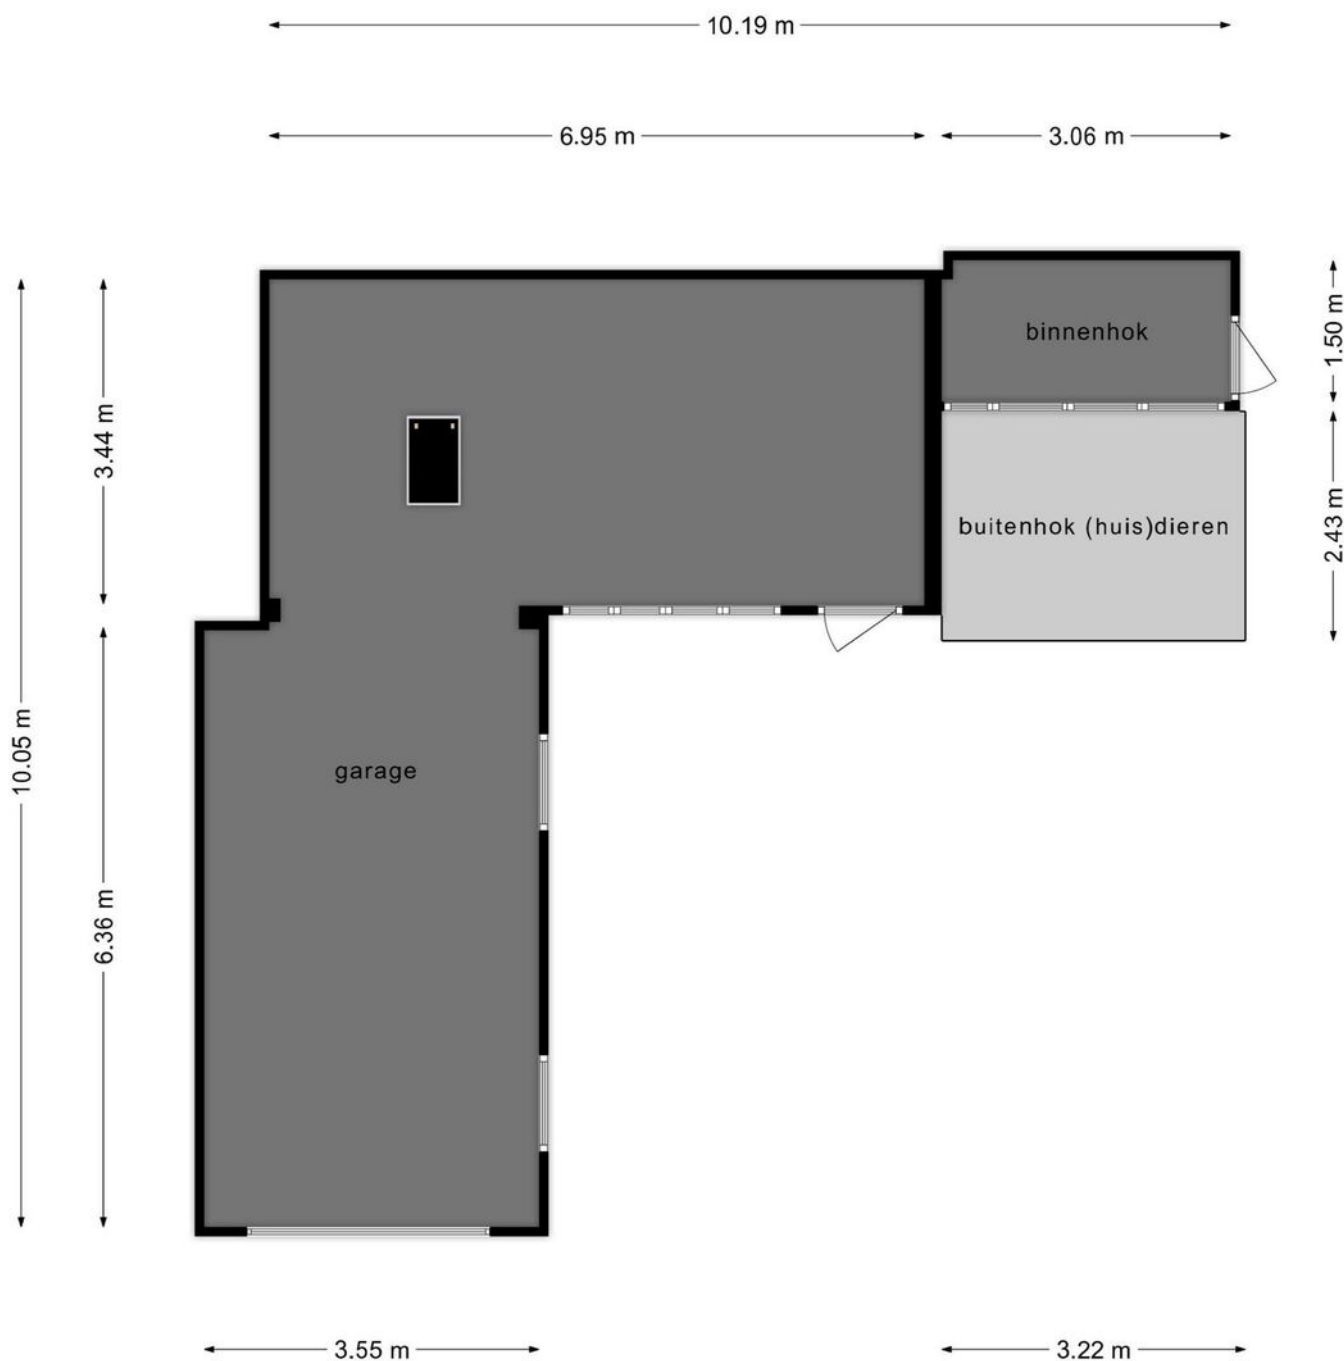 10.19 m
6.95 m
3.06 m
binnenhok
1.50 m
3.44 m
buitenhok (huis)dieren
2.43 m
10.05 m
garage
6.36 m
3.55 m
3.22 m